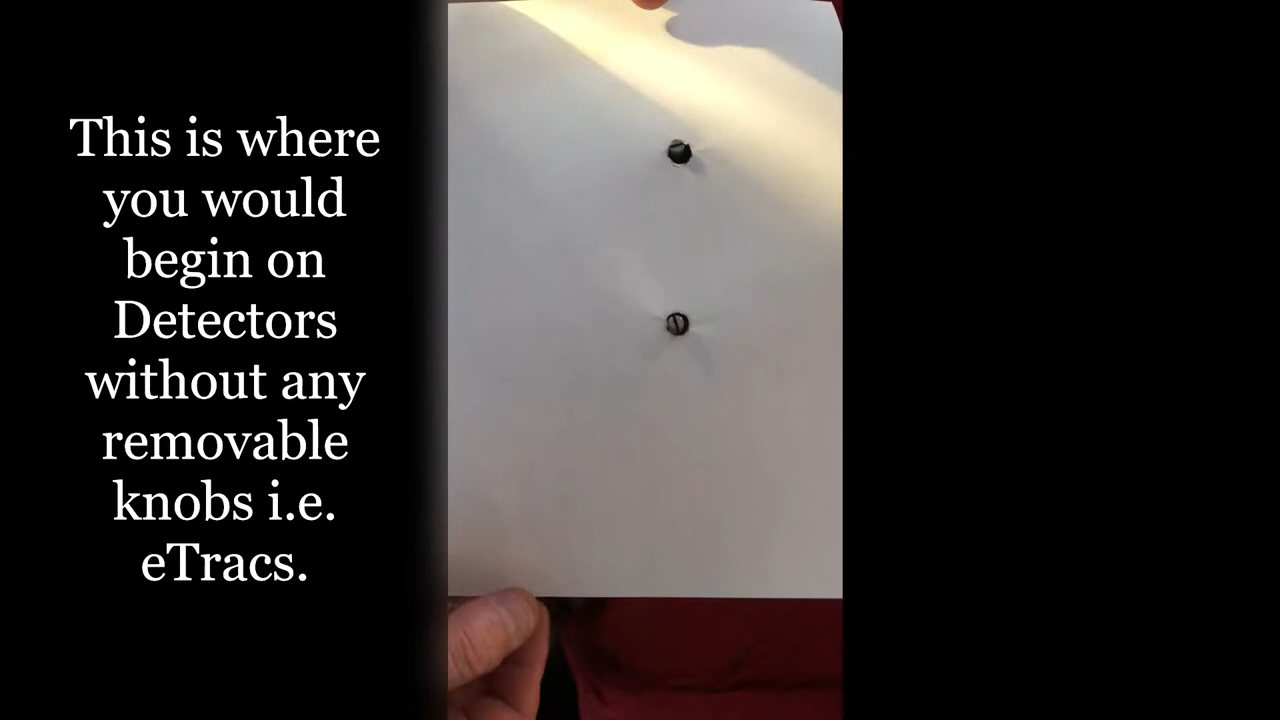 This is where
you would
begin on
Detectors
without any
removable
knobs i.e.
eTracs.